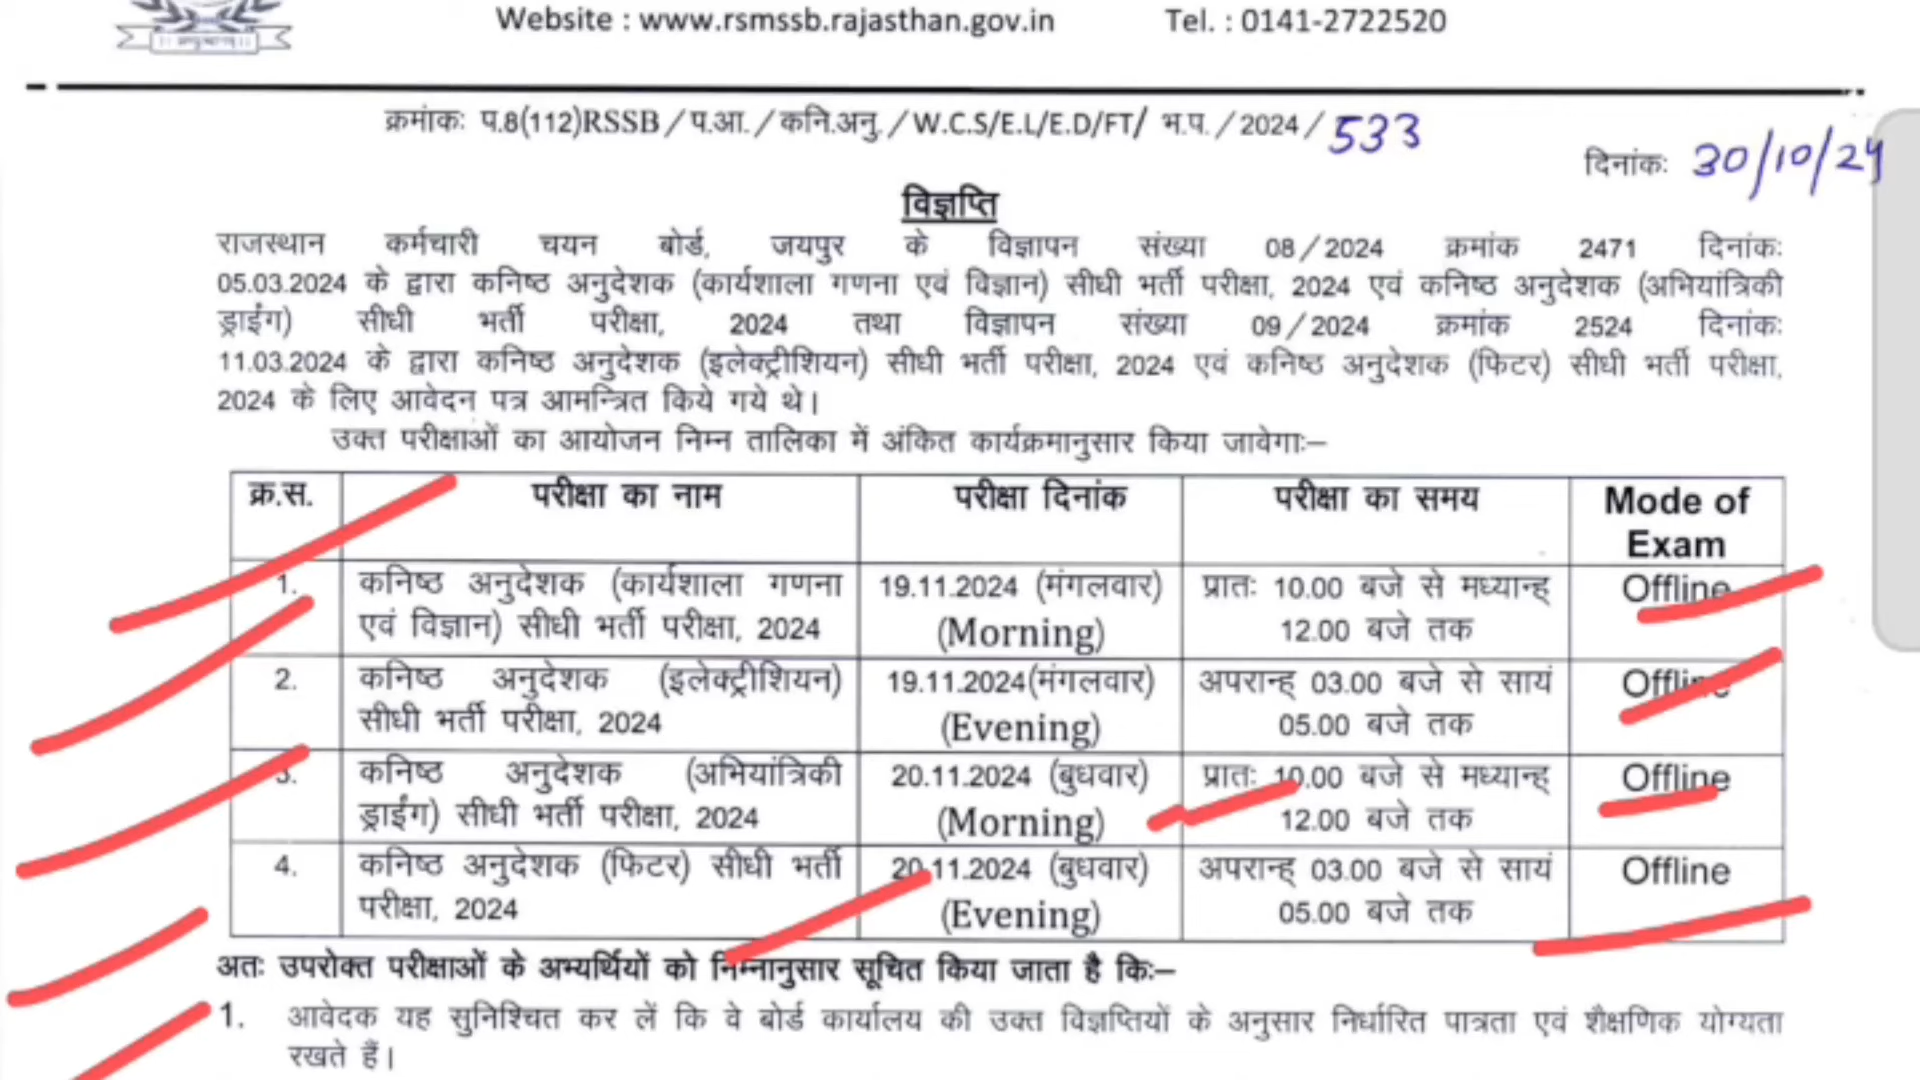 Website : www.rsmssb.rajasthan.gov.in Tel. : 0141-2722520
क्रमांकः प.8(112)RSSB/प.आ./कनि.अनु./W.C.S/E.L/E.D/FT/ भ.प./2024/533
दिनांकः 30/10/24
विज्ञप्ति
राजस्थान कर्मचारी चयन बोर्ड, जयपुर के विज्ञापन संख्या 08/2024 क्रमांक 2471 दिनांकः
05.03.2024 के द्वारा कनिष्ठ अनुदेशक (कार्यशाला गणना एवं विज्ञान) सीधी भर्ती परीक्षा, 2024 एवं कनिष्ठ अनुदेशक (अभियांत्रिकी
ड्राईंग) सीधी भर्ती परीक्षा, 2024 तथा विज्ञापन संख्या 09/2024 क्रमांक 2524 दिनांकः
11.03.2024 के द्वारा कनिष्ठ अनुदेशक (इलेक्ट्रीशियन) सीधी भर्ती परीक्षा, 2024 एवं कनिष्ठ अनुदेशक (फिटर) सीधी भर्ती परीक्षा,
2024 के लिए आवेदन पत्र आमन्त्रित किये गये थे।
उक्त परीक्षाओं का आयोजन निम्न तालिका में अंकित कार्यक्रमानुसार किया जावेगाः–
क्र.स. परीक्षा का नाम परीक्षा दिनांक परीक्षा का समय Mode of
Exam
1. कनिष्ठ अनुदेशक (कार्यशाला गणना 19.11.2024 (मंगलवार) प्रातः 10.00 बजे से मध्यान्ह् Offline
एवं विज्ञान) सीधी भर्ती परीक्षा, 2024 (Morning) 12.00 बजे तक
2. कनिष्ठ अनुदेशक (इलेक्ट्रीशियन) 19.11.2024(मंगलवार) अपरान्ह् 03.00 बजे से सायं Offline
सीधी भर्ती परीक्षा, 2024 (Evening) 05.00 बजे तक
3. कनिष्ठ अनुदेशक (अभियांत्रिकी 20.11.2024 (बुधवार) प्रातः 10.00 बजे से मध्यान्ह् Offline
ड्राईंग) सीधी भर्ती परीक्षा, 2024 (Morning) 12.00 बजे तक
4. कनिष्ठ अनुदेशक (फिटर) सीधी भर्ती 20.11.2024 (बुधवार) अपरान्ह् 03.00 बजे से सायं Offline
परीक्षा, 2024 (Evening) 05.00 बजे तक
अतः उपरोक्त परीक्षाओं के अभ्यर्थियों को निम्नानुसार सूचित किया जाता है किः–
1. आवेदक यह सुनिश्चित कर लें कि वे बोर्ड कार्यालय की उक्त विज्ञप्तियों के अनुसार निर्धारित पात्रता एवं शैक्षणिक योग्यता
रखते हैं।